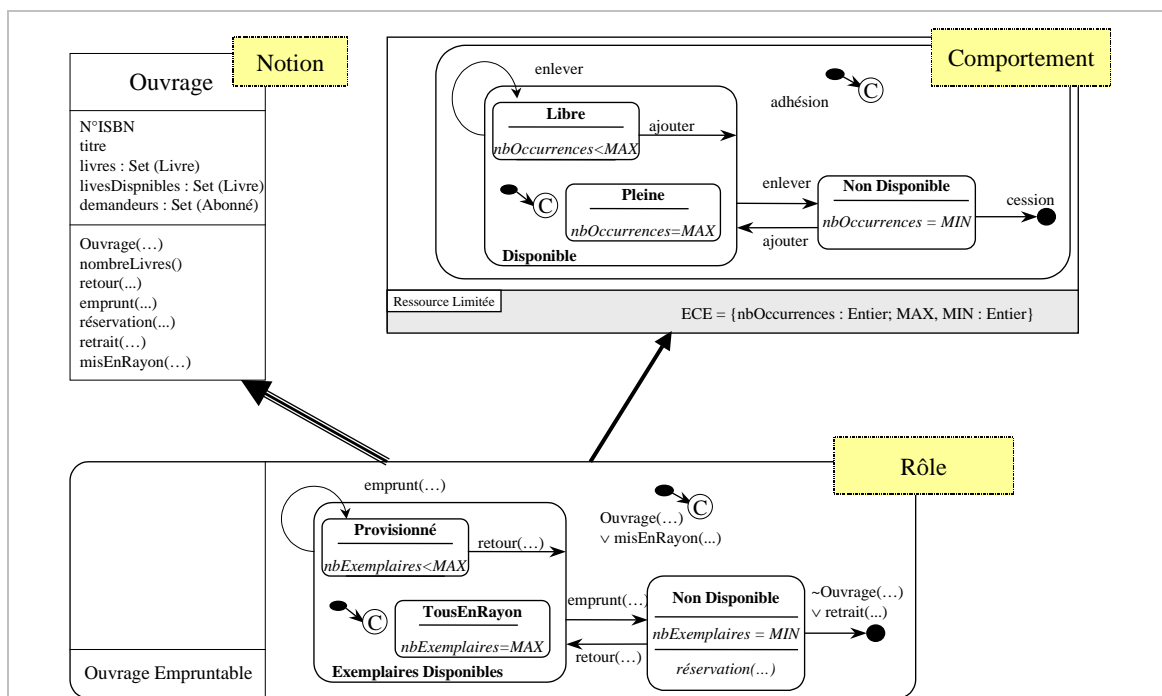 Notion
Ouvrage
N°ISBN
titre
livres : Set (Livre)
livesDispnibles : Set (Livre)
demandeurs : Set (Abonné)
Ouvrage(…)
nombreLivres()
retour(...)
emprunt(...)
réservation(...)
retrait(…)
misEnRayon(…)
Comportement
enlever
C
adhésion
Libre
nbOccurrences<MAX
ajouter
C
Pleine
nbOccurrences=MAX
Disponible
enlever
ajouter
Non Disponible
nbOccurrences = MIN
cession
Ressource Limitée
ECE = {nbOccurrences : Entier; MAX, MIN : Entier}
Rôle
emprunt(…)
C
Ouvrage(…)
∨ misEnRayon(...)
Provisionné
nbExemplaires<MAX
retour(…)
C
TousEnRayon
nbExemplaires=MAX
Exemplaires Disponibles
emprunt(…)
retour(…)
Non Disponible
nbExemplaires = MIN
réservation(...)
~Ouvrage(…)
∨ retrait(...)
Ouvrage Empruntable